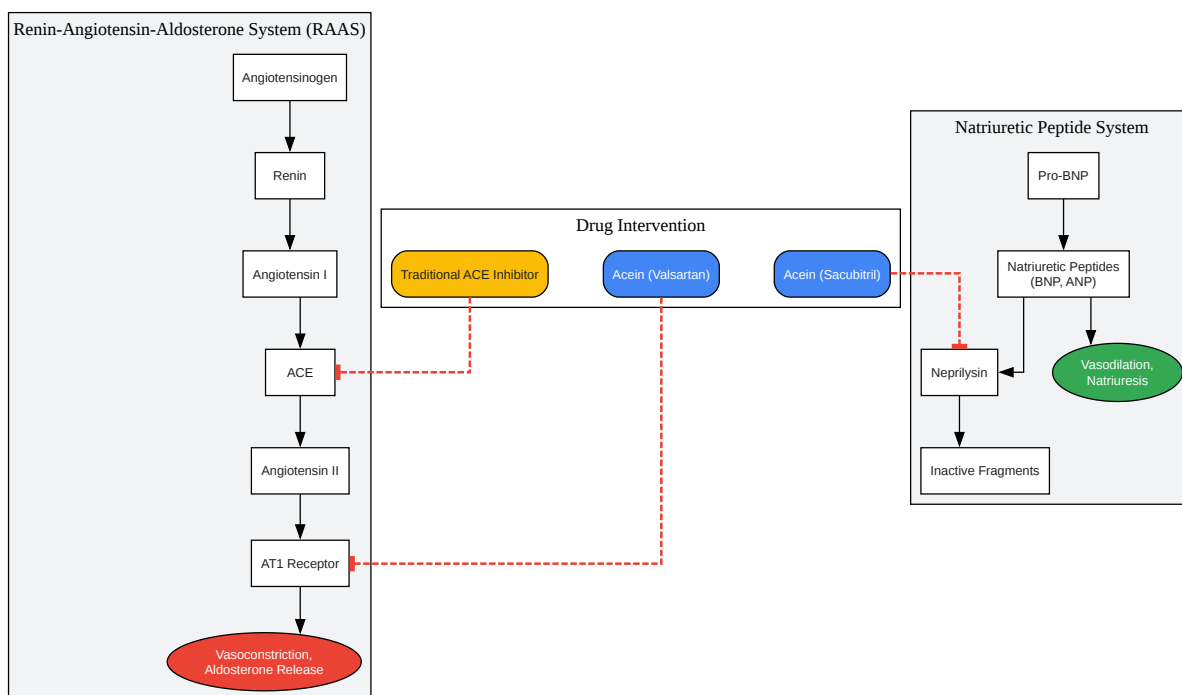 Renin-Angiotensin-Aldosterone System (RAAS)
Angiotensinogen
Renin
Angiotensin I
ACE
Angiotensin II
AT1 Receptor
Vasoconstriction,
Aldosterone Release
Drug Intervention
Traditional ACE Inhibitor
Acein (Valsartan)
Acein (Sacubitril)
Natriuretic Peptide System
Pro-BNP
Natriuretic Peptides
(BNP, ANP)
Neprilysin
Vasodilation,
Natriuresis
Inactive Fragments